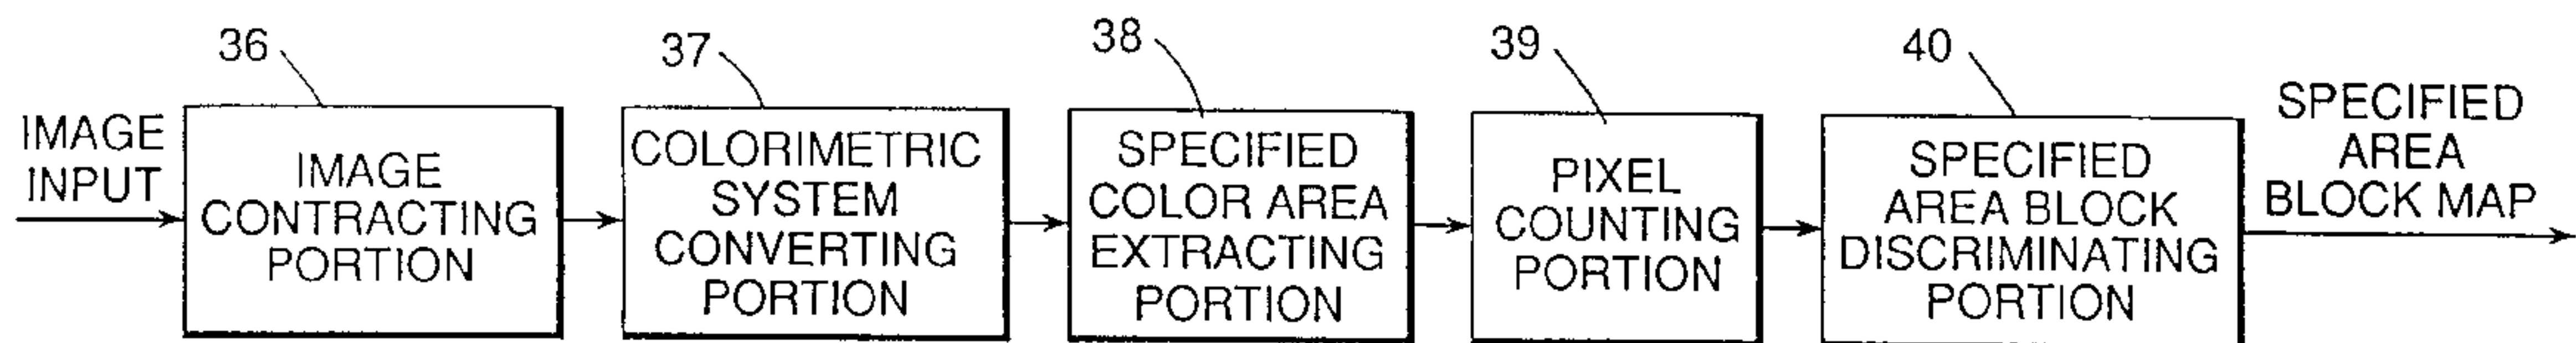 36
37
38
39
40
IMAGE
INPUT
IMAGE
CONTRACTING
PORTION
COLORIMETRIC
SYSTEM
CONVERTING
PORTION
SPECIFIED
COLOR AREA
EXTRACTING
PORTION
PIXEL
COUNTING
PORTION
SPECIFIED
AREA BLOCK
DISCRIMINATING
PORTION
SPECIFIED
AREA
BLOCK MAP